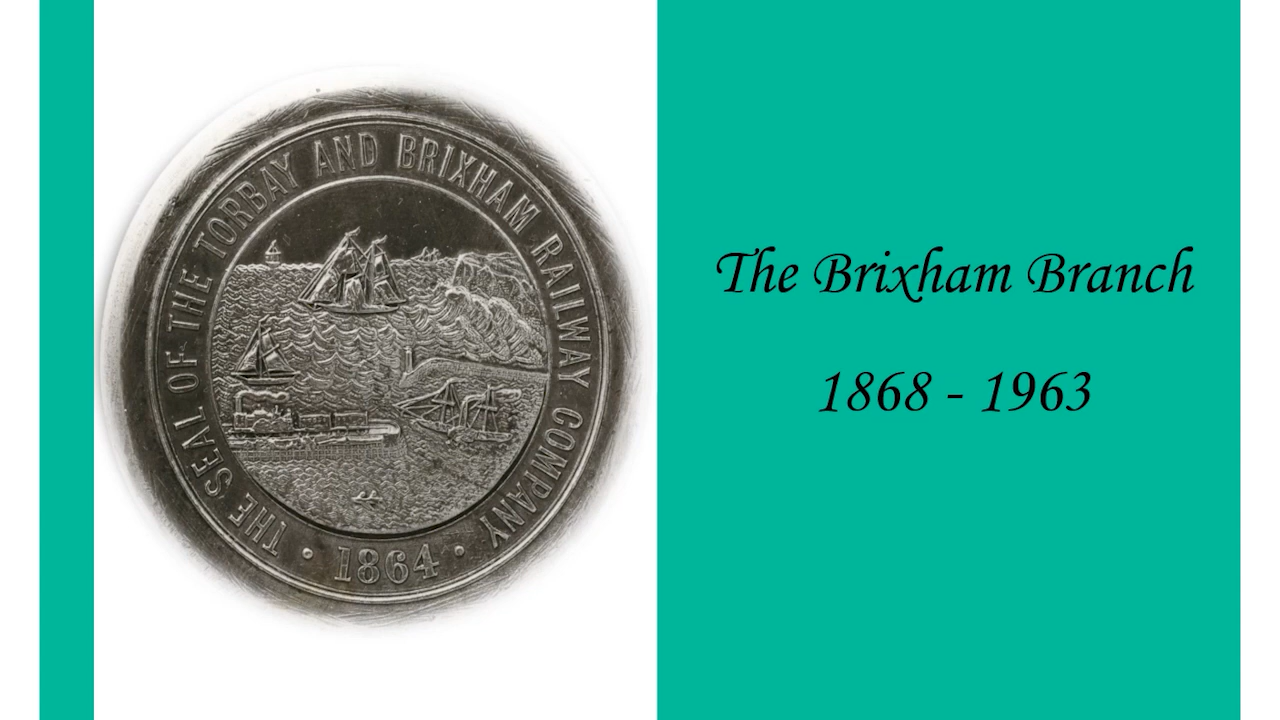 THE SEAL OF THE TORBAY AND BRIXHAM RAILWAY COMPANY
• 1864 •
The Brixham Branch
1868 - 1963